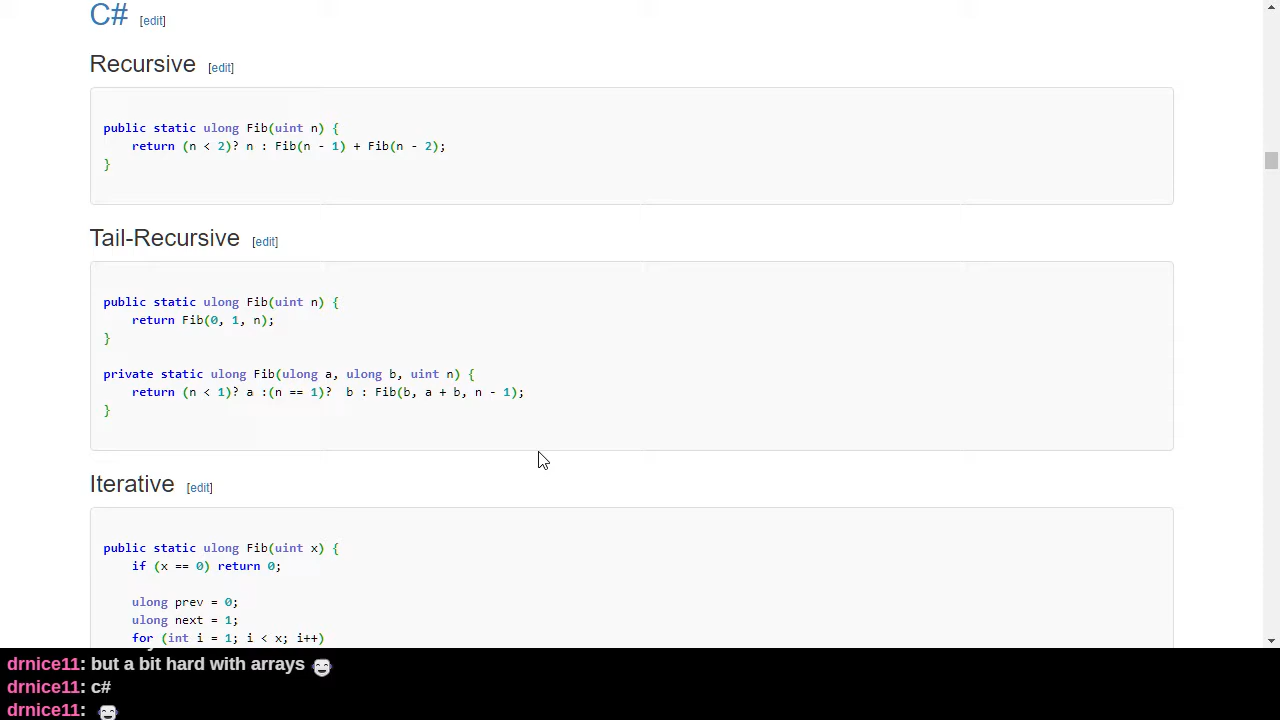 C# [edit]
Recursive [edit]
public static ulong Fib(uint n) {
return (n < 2)? n : Fib(n - 1) + Fib(n - 2);
}
Tail-Recursive [edit]
public static ulong Fib(uint n) {
return Fib(0, 1, n);
}
private static ulong Fib(ulong a, ulong b, uint n) {
return (n < 1)? a :(n == 1)?  b : Fib(b, a + b, n - 1);
}
Iterative [edit]
public static ulong Fib(uint x) {
if (x == 0) return 0;
ulong prev = 0;
ulong next = 1;
for (int i = 1; i < x; i++)
drnice11: but a bit hard with arrays
drnice11: c#
drnice11: